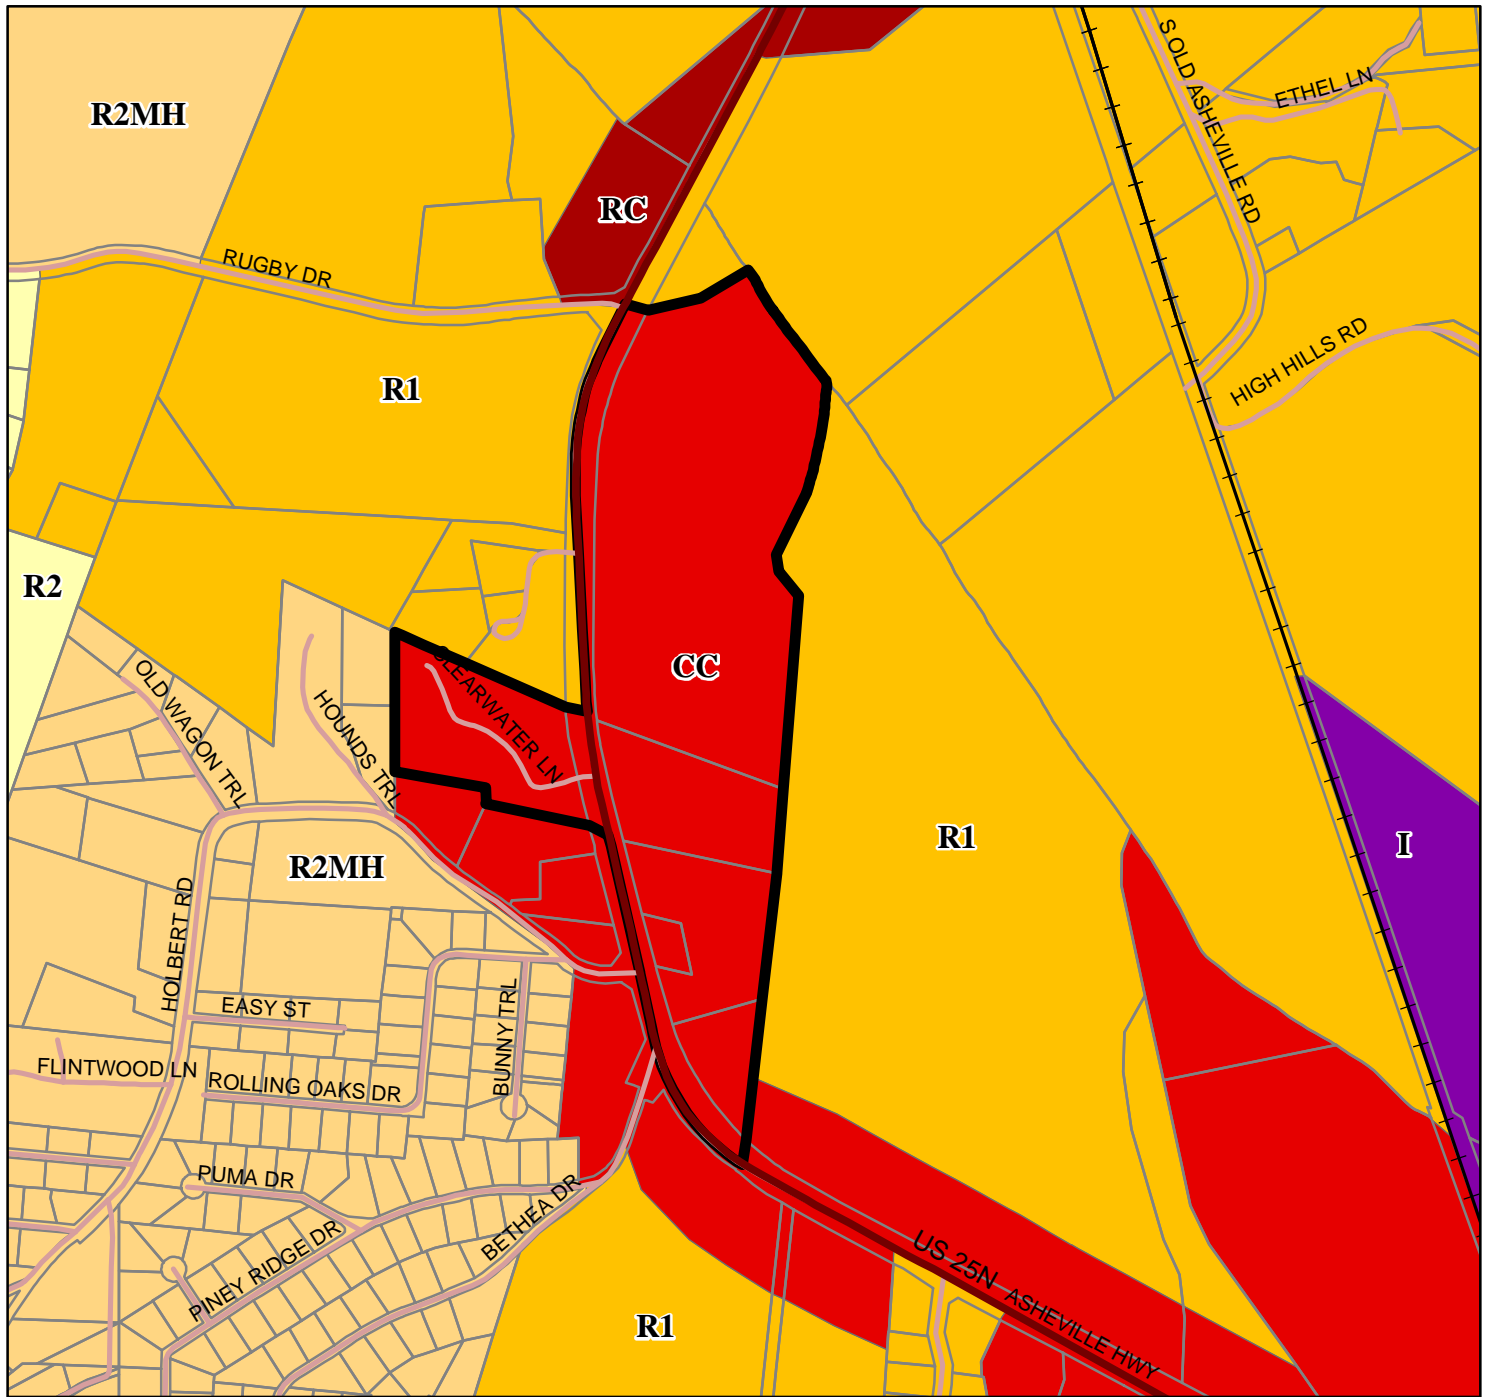 S OLD ASHEVILLE RD
ETHEL LN
R2MH
RC
RUGBY DR
HIGH HILLS RD
R1
R2
CC
CLEARWATER LN
OLD WAGON TRL
HOUNDS TRL
R1
I
R2MH
HOLBERT RD
EASY ST
BUNNY TRL
FLINTWOOD LN
ROLLING OAKS DR
PUMA DR
BETHEA DR
PINEY RIDGE DR
US 25N
ASHEVILLE HWY
R1